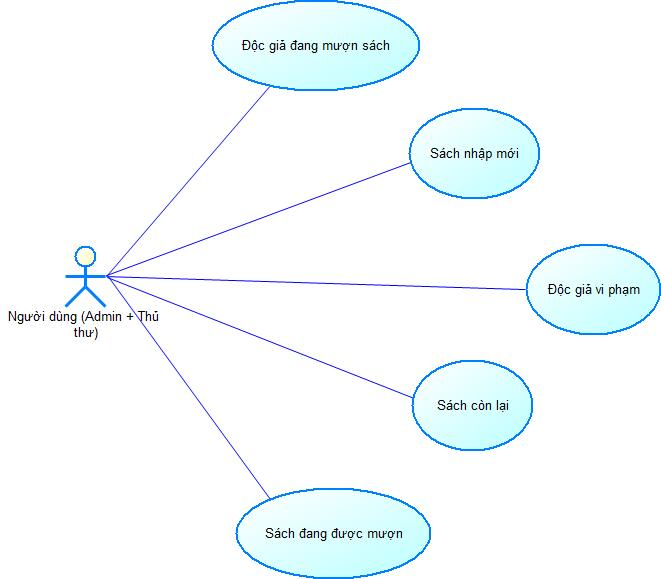 Độc giả đang mượn sách
Sách nhập mới
Độc giả vi phạm
Người dùng (Admin + Thủ
thư)
Sách còn lại
Sách đang được mượn